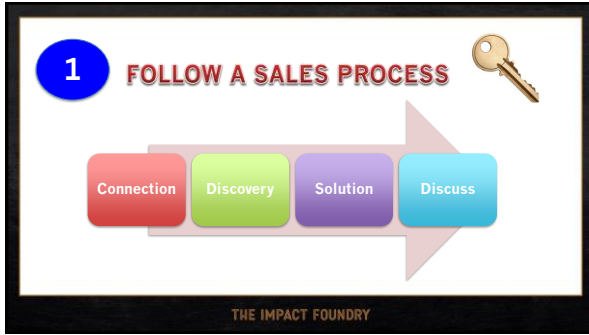 1
FOLLOW A SALES PROCESS
Connection
Discovery
Solution
Discuss
THE IMPACT FOUNDRY